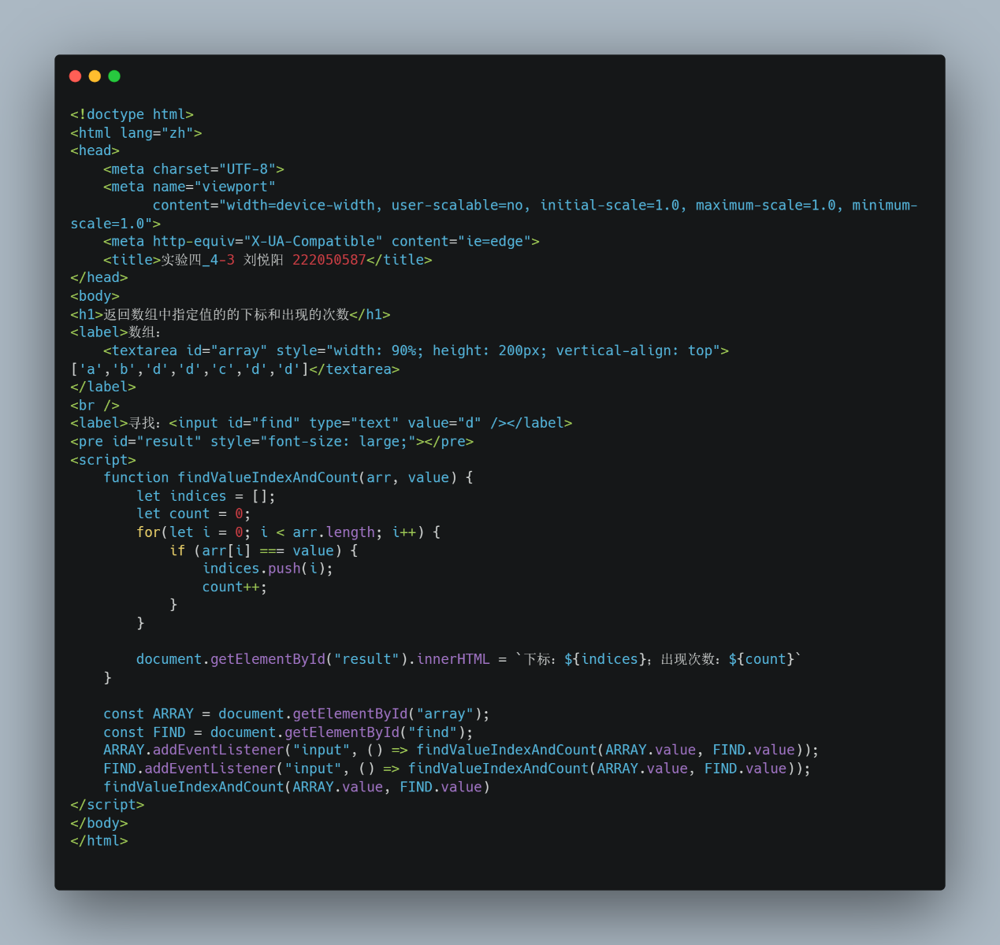 <!doctype html>
<html lang="zh">
<head>
    <meta charset="UTF-8">
    <meta name="viewport"
          content="width=device-width, user-scalable=no, initial-scale=1.0, maximum-scale=1.0, minimum-
scale=1.0">
    <meta http-equiv="X-UA-Compatible" content="ie=edge">
    <title>实验四_4-3 刘悦阳 222050587</title>
</head>
<body>
<h1>返回数组中指定值的的下标和出现的次数</h1>
<label>数组：
    <textarea id="array" style="width: 90%; height: 200px; vertical-align: top">
['a','b','d','d','c','d','d']</textarea>
</label>
<br />
<label>寻找：<input id="find" type="text" value="d" /></label>
<pre id="result" style="font-size: large;"></pre>
<script>
    function findValueIndexAndCount(arr, value) {
        let indices = [];
        let count = 0;
        for(let i = 0; i < arr.length; i++) {
            if (arr[i] === value) {
                indices.push(i);
                count++;
            }
        }

        document.getElementById("result").innerHTML = `下标：${indices}；出现次数：${count}`
    }

    const ARRAY = document.getElementById("array");
    const FIND = document.getElementById("find");
    ARRAY.addEventListener("input", () => findValueIndexAndCount(ARRAY.value, FIND.value));
    FIND.addEventListener("input", () => findValueIndexAndCount(ARRAY.value, FIND.value));
    findValueIndexAndCount(ARRAY.value, FIND.value)
</script>
</body>
</html>